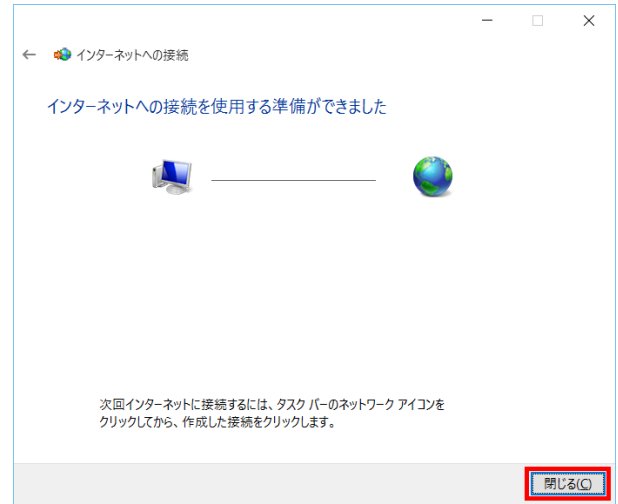 インターネットへの接続
インターネットへの接続を使用する準備ができました
次回インターネットに接続するには、タスク バーのネットワーク アイコンを
クリックしてから、作成した接続をクリックします。
閉じる(C)